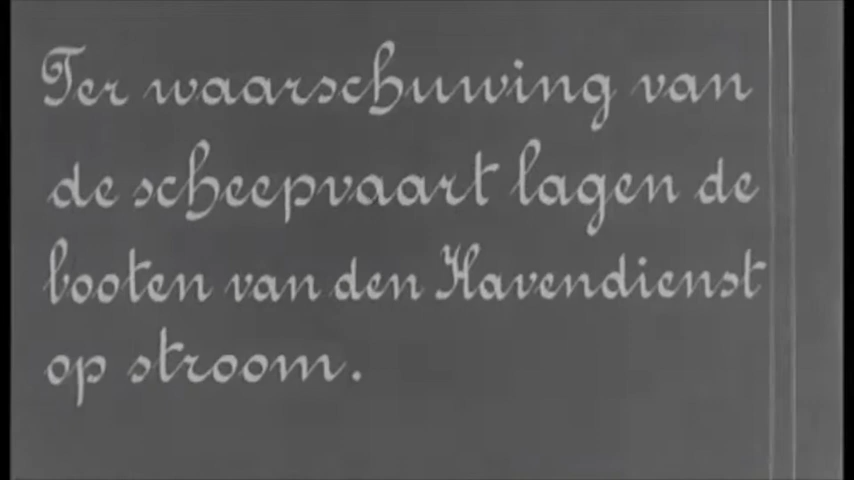 Ter waarschuwing van
de scheepvaart lagen de
booten van den Havendienst
op stroom.